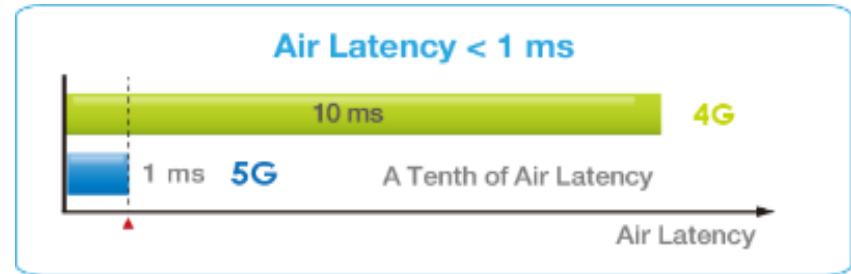 Air Latency < 1 ms
10 ms 4G
1 ms 5G A Tenth of Air Latency
Air Latency